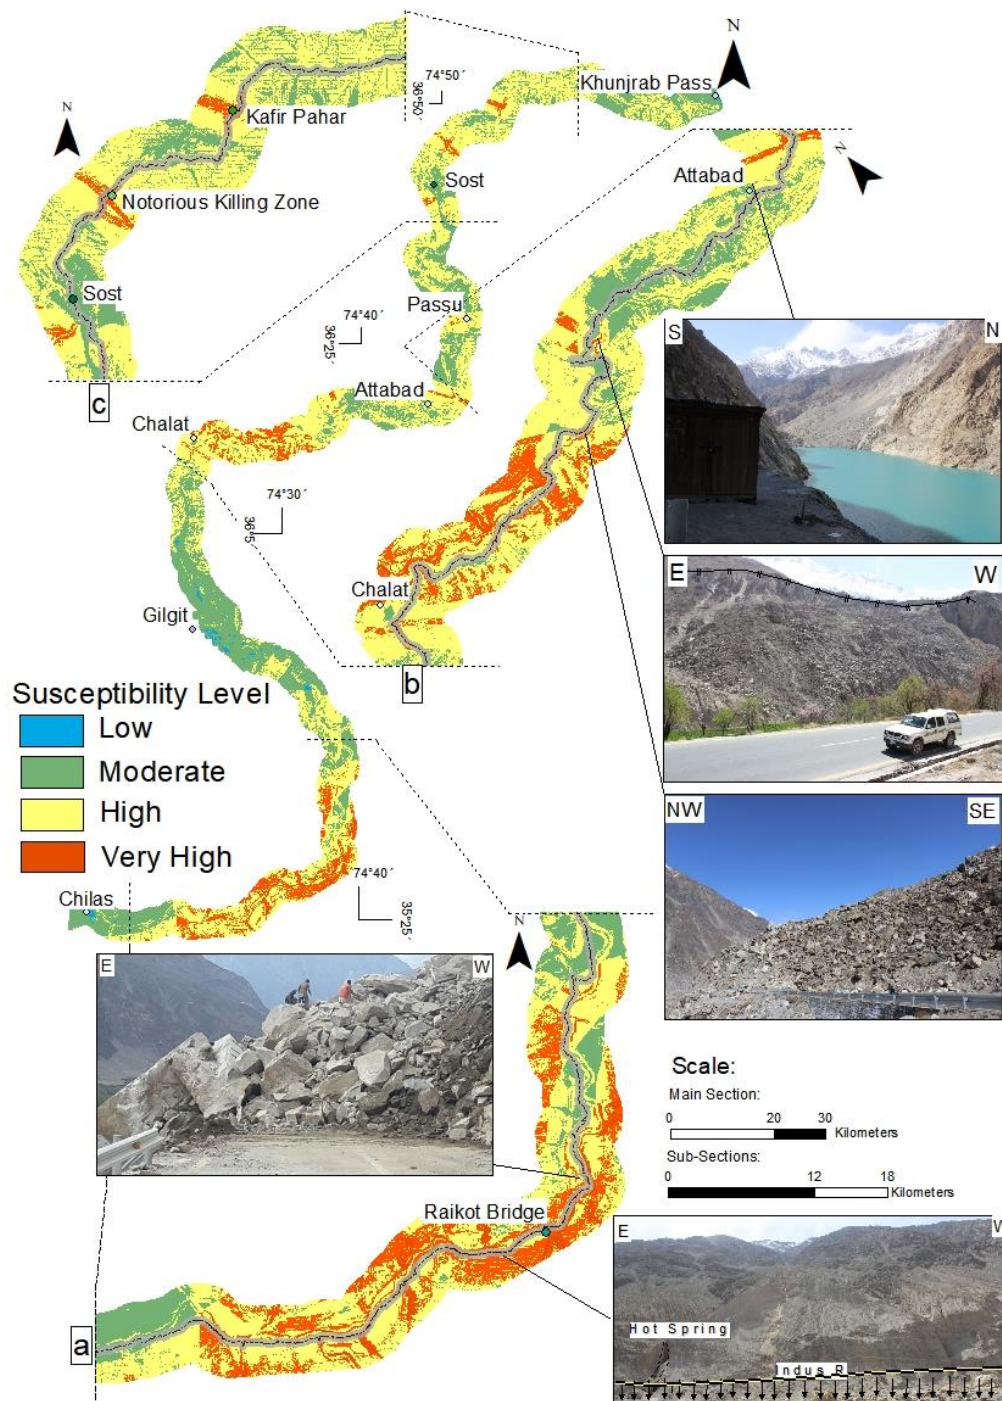 N
74°50´
36°50´
Khunjrab Pass
N
Kafir Pahar
Sost
Attabad
N
Notorious Killing Zone
Sost
Passu
74°40´
36°25´
S
N
c
Attabad
Chalat
74°30´
36°5
E
W
Chalat
Gilgit
b
Susceptibility Level
Low
Moderate
High
Very High
NW
SE
74°40´
35°25´
Chilas
N
E
W
Scale:
Main Section:
0 20 30
Kilometers
Sub-Sections:
0 12 18
Kilometers
Raikot Bridge
E
W
Hot Spring
Indus R
a